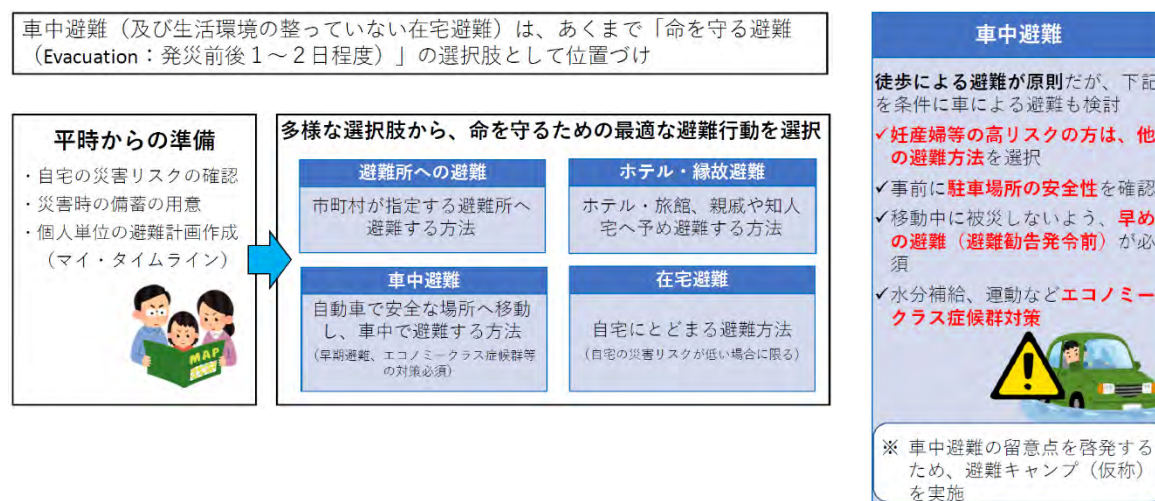 車中避難（及び生活環境の整っていない在宅避難）は、あくまで「命を守る避難
（Evacuation：発災前後１～２日程度）」の選択肢として位置づけ
平時からの準備
・自宅の災害リスクの確認
・災害時の備蓄の用意
・個人単位の避難計画作成
（マイ・タイムライン）
MAP
多様な選択肢から、命を守るための最適な避難行動を選択
避難所への避難
市町村が指定する避難所へ
避難する方法
ホテル・縁故避難
ホテル・旅館、親戚や知人
宅へ予め避難する方法
車中避難
自動車で安全な場所へ移動
し、車中で避難する方法
（早期避難、エコノミークラス症候群等
の対策必須）
在宅避難
自宅にとどまる避難方法
（自宅の災害リスクが低い場合に限る）
車中避難
徒歩による避難が原則だが、下記
を条件に車による避難も検討
✓妊産婦等の高リスクの方は、他
の避難方法を選択
✓事前に駐車場所の安全性を確認
✓移動中に被災しないよう、早め
の避難（避難勧告発令前）が必
須
✓水分補給、運動などエコノミー
クラス症候群対策
※ 車中避難の留意点を啓発する
ため、避難キャンプ（仮称）
を実施